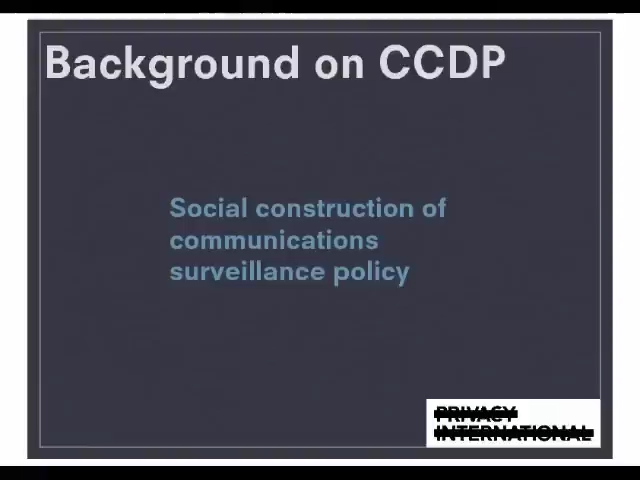 Background on CCDP
Social construction of
communications
surveillance policy
PRIVACY
INTERNATIONAL